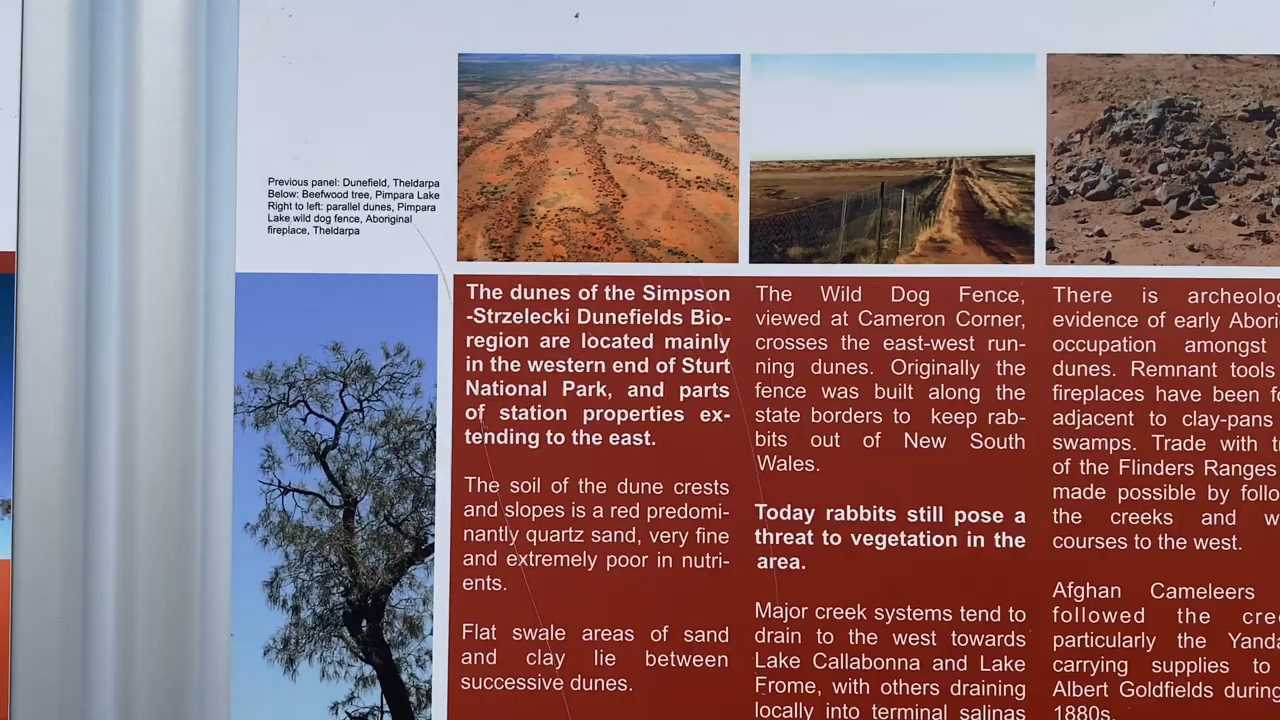 Previous panel: Dunefield, Theldarpa
Below: Beefwood tree, Pimpara Lake
Right to left: parallel dunes, Pimpara
Lake wild dog fence, Aboriginal
fireplace, Theldarpa
The dunes of the Simpson
-Strzelecki Dunefields Bio-
region are located mainly
in the western end of Sturt
National Park, and parts
of station properties ex-
tending to the east.
The soil of the dune crests
and slopes is a red predomi-
nantly quartz sand, very fine
and extremely poor in nutri-
ents.
Flat swale areas of sand
and clay lie between
successive dunes.
The Wild Dog Fence,
viewed at Cameron Corner,
crosses the east-west run-
ning dunes. Originally the
fence was built along the
state borders to keep rab-
bits out of New South
Wales.
Today rabbits still pose a
threat to vegetation in the
area.
Major creek systems tend to
drain to the west towards
Lake Callabonna and Lake
Frome, with others draining
locally into terminal salinas
There is archeolog
evidence of early Abori
occupation amongst
dunes. Remnant tools
fireplaces have been fo
adjacent to clay-pans
swamps. Trade with tr
of the Flinders Ranges
made possible by follo
the creeks and w
courses to the west.
Afghan Cameleers
followed the cree
particularly the Yanda
carrying supplies to
Albert Goldfields during
1880s.